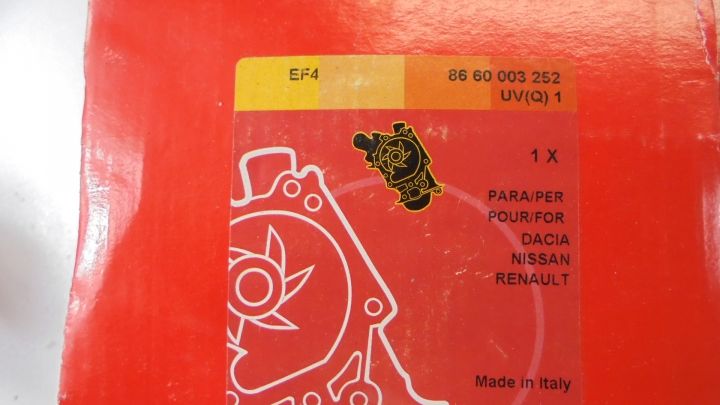 EF4 86 60 003 252
UV(Q) 1
1 X
PARA/PER
POUR/FOR
DACIA
NISSAN
RENAULT
Made in Italy